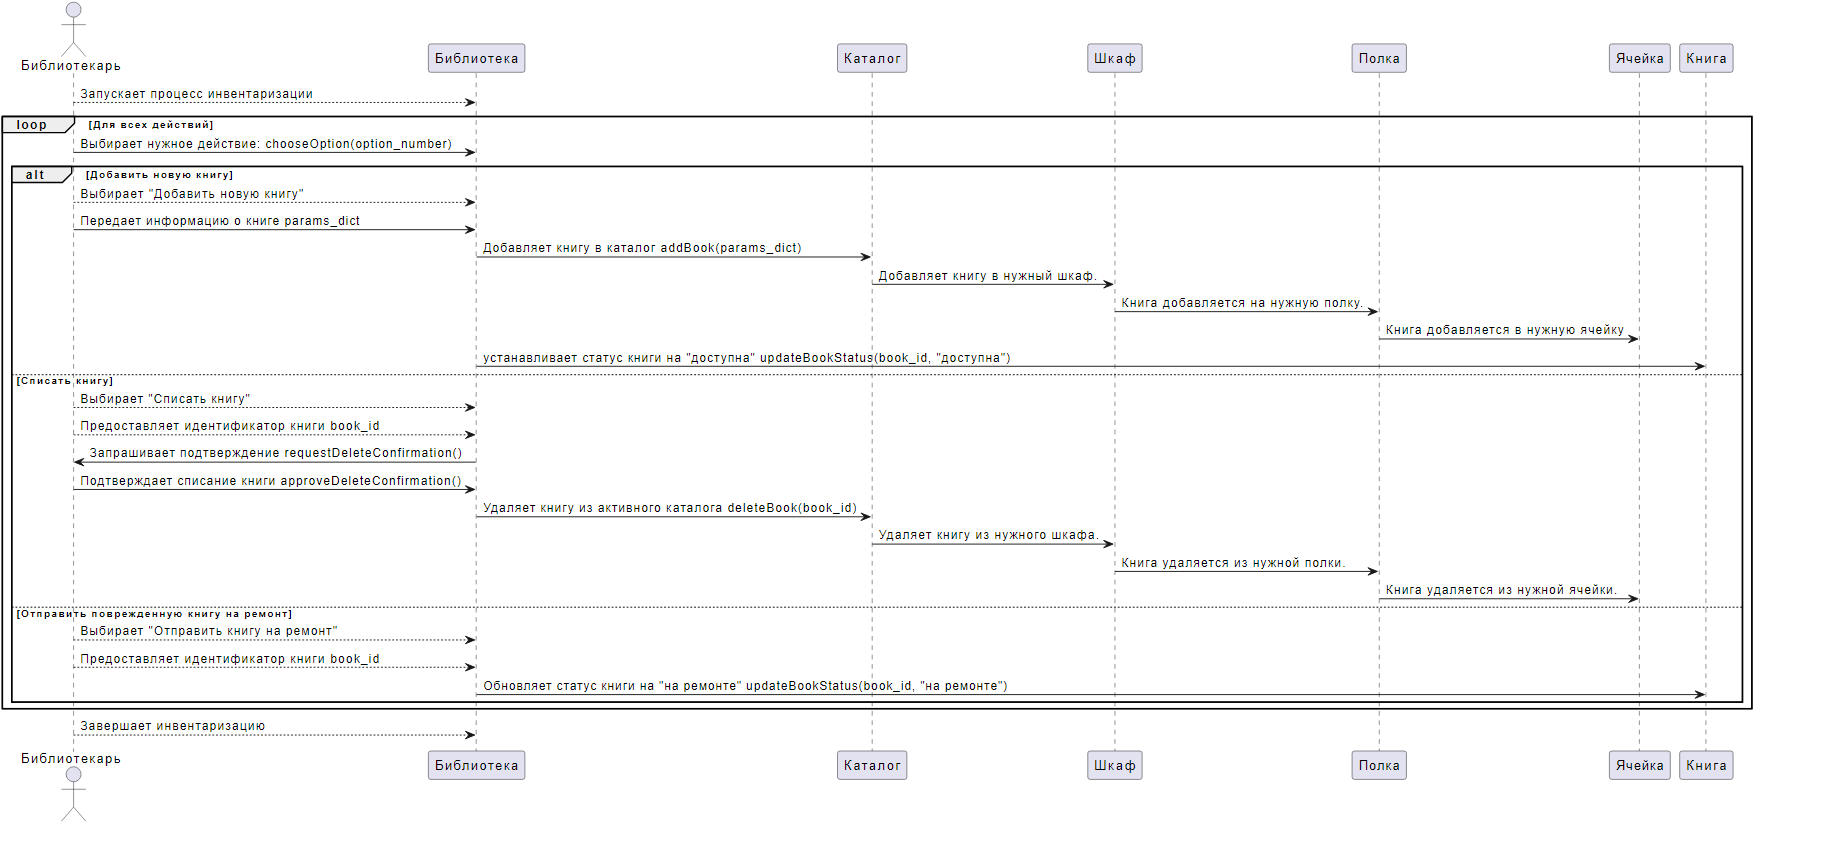 Библиотекарь
Библиотека
Каталог
Шкаф
Полка
Ячейка
Книга
Запускает процесс инвентаризации
loop
[Для всех действий]
Выбирает нужное действие: chooseOption(option_number)
alt
[Добавить новую книгу]
Выбирает "Добавить новую книгу"
Передает информацию о книге params_dict
Добавляет книгу в каталог addBook(params_dict)
Добавляет книгу в нужный шкаф.
Книга добавляется на нужную полку.
Книга добавляется в нужную ячейку
устанавливает статус книги на "доступна" updateBookStatus(book_id, "доступна")
[Списать книгу]
Выбирает "Списать книгу"
Предоставляет идентификатор книги book_id
Запрашивает подтверждение requestDeleteConfirmation()
Подтверждает списание книги approveDeleteConfirmation()
Удаляет книгу из активного каталога deleteBook(book_id)
Удаляет книгу из нужного шкафа.
Книга удаляется из нужной полки.
Книга удаляется из нужной ячейки.
[Отправить поврежденную книгу на ремонт]
Выбирает "Отправить книгу на ремонт"
Предоставляет идентификатор книги book_id
Обновляет статус книги на "на ремонте" updateBookStatus(book_id, "на ремонте")
Завершает инвентаризацию
Библиотекарь
Библиотека
Каталог
Шкаф
Полка
Ячейка
Книга